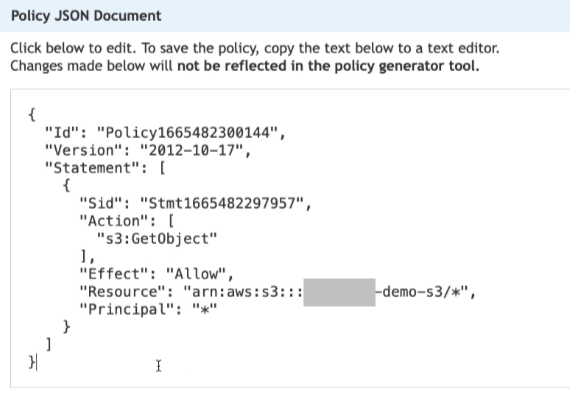 Policy JSON Document
Click below to edit. To save the policy, copy the text below to a text editor.
Changes made below will not be reflected in the policy generator tool.
{
"Id": "Policy1665482300144",
"Version": "2012-10-17",
"Statement": [
{
"Sid": "Stmt1665482297957",
"Action": [
"s3:GetObject"
],
"Effect": "Allow",
"Resource": "arn:aws:s3::: -demo-s3/*",
"Principal": "*"
}
]
}